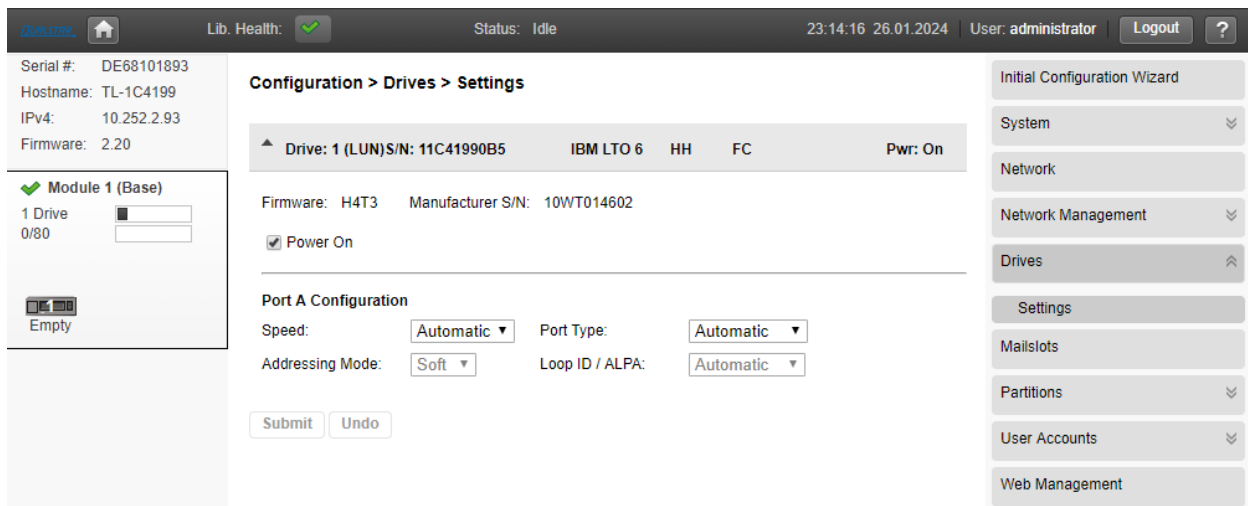 Lib. Health: Status: Idle 23:14:16 26.01.2024 User: administrator Logout ?
Serial #: DE68101893
Hostname: TL-1C4199
IPv4: 10.252.2.93
Firmware: 2.20
Module 1 (Base)
1 Drive
0/80
1
Empty
Configuration > Drives > Settings
Drive: 1 (LUN)S/N: 11C41990B5 IBM LTO 6 HH FC Pwr: On
Firmware: H4T3 Manufacturer S/N: 10WT014602
Power On
Port A Configuration
Speed: Automatic Port Type: Automatic
Addressing Mode: Soft Loop ID / ALPA: Automatic
Submit Undo
Initial Configuration Wizard
System
Network
Network Management
Drives
Settings
Mailslots
Partitions
User Accounts
Web Management